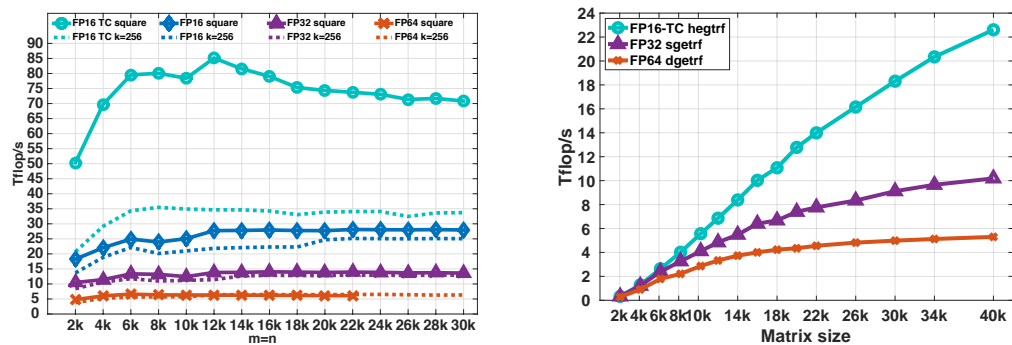 FP16 TC square FP16 square FP32 square FP64 square
FP16 TC k=256 FP16 k=256 FP32 k=256 FP64 k=256
90
85
80
75
70
65
60
55
50
45
40
35
30
25
20
15
10
5
0
Tflop/s
2k 4k 6k 8k 10k 12k 14k 16k 18k 20k 22k 24k 26k 28k 30k
m=n
FP16-TC hegtrf
FP32 sgetrf
FP64 dgetrf
24
22
20
18
16
14
12
10
8
6
4
2
0
Tflop/s
2k 4k 6k 8k 10k 14k 18k 22k 26k 30k 34k 40k
Matrix size